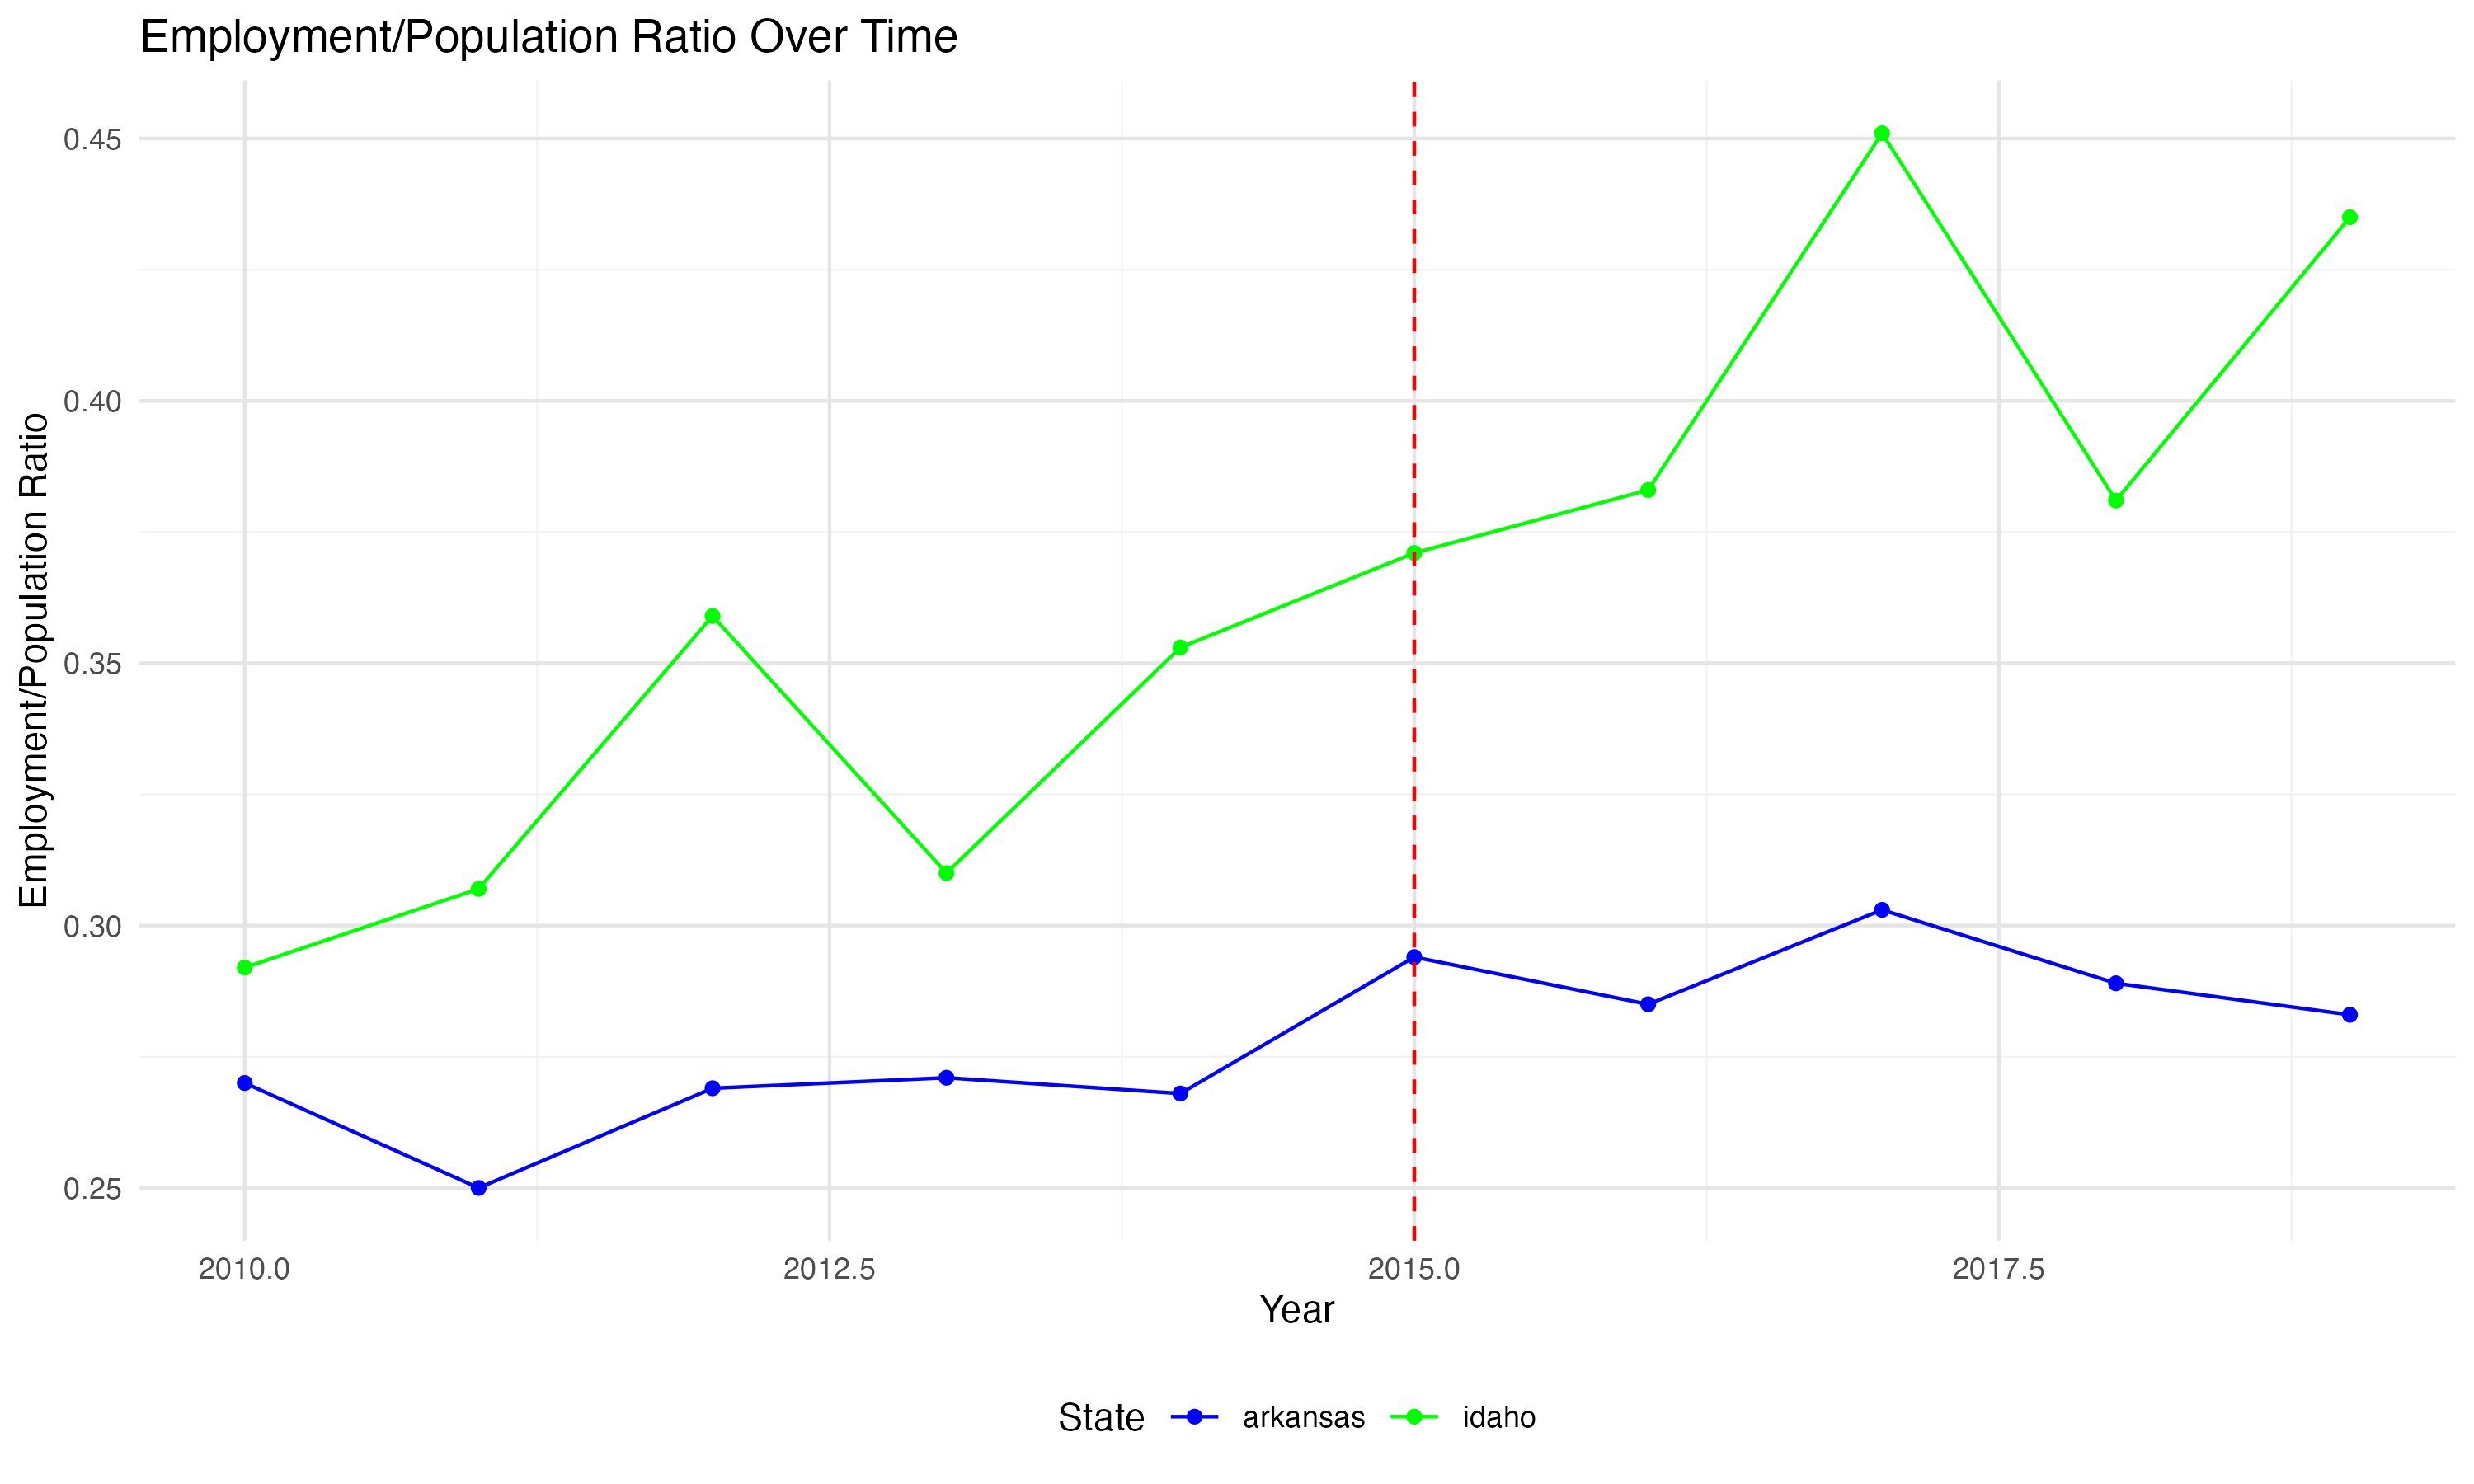 Employment/Population Ratio Over Time
Employment/Population Ratio
0.45
0.40
0.35
0.30
0.25
2010.0 2012.5 2015.0 2017.5
Year
State arkansas idaho